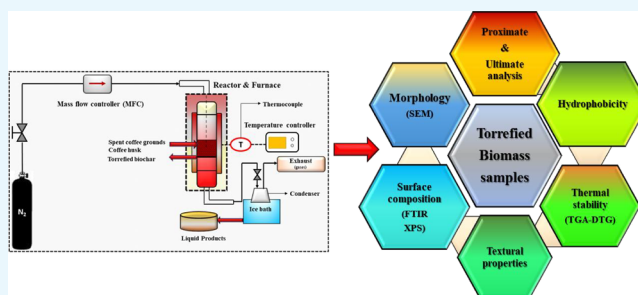 Reactor & Furnace
Mass flow controller (MFC)
Thermocouple
Temperature controller
Spent coffee grounds
Coffee husk
Torrefied biochar
T
Exhaust
(gases)
Condenser
Ice bath
Liquid Products
N2
Proximate
&
Ultimate
analysis
Morphology
(SEM)
Hydrophobicity
Torrefied
Biomass
samples
Surface
composition
(FTIR
XPS)
Thermal
stability
(TGA-DTG)
Textural
properties